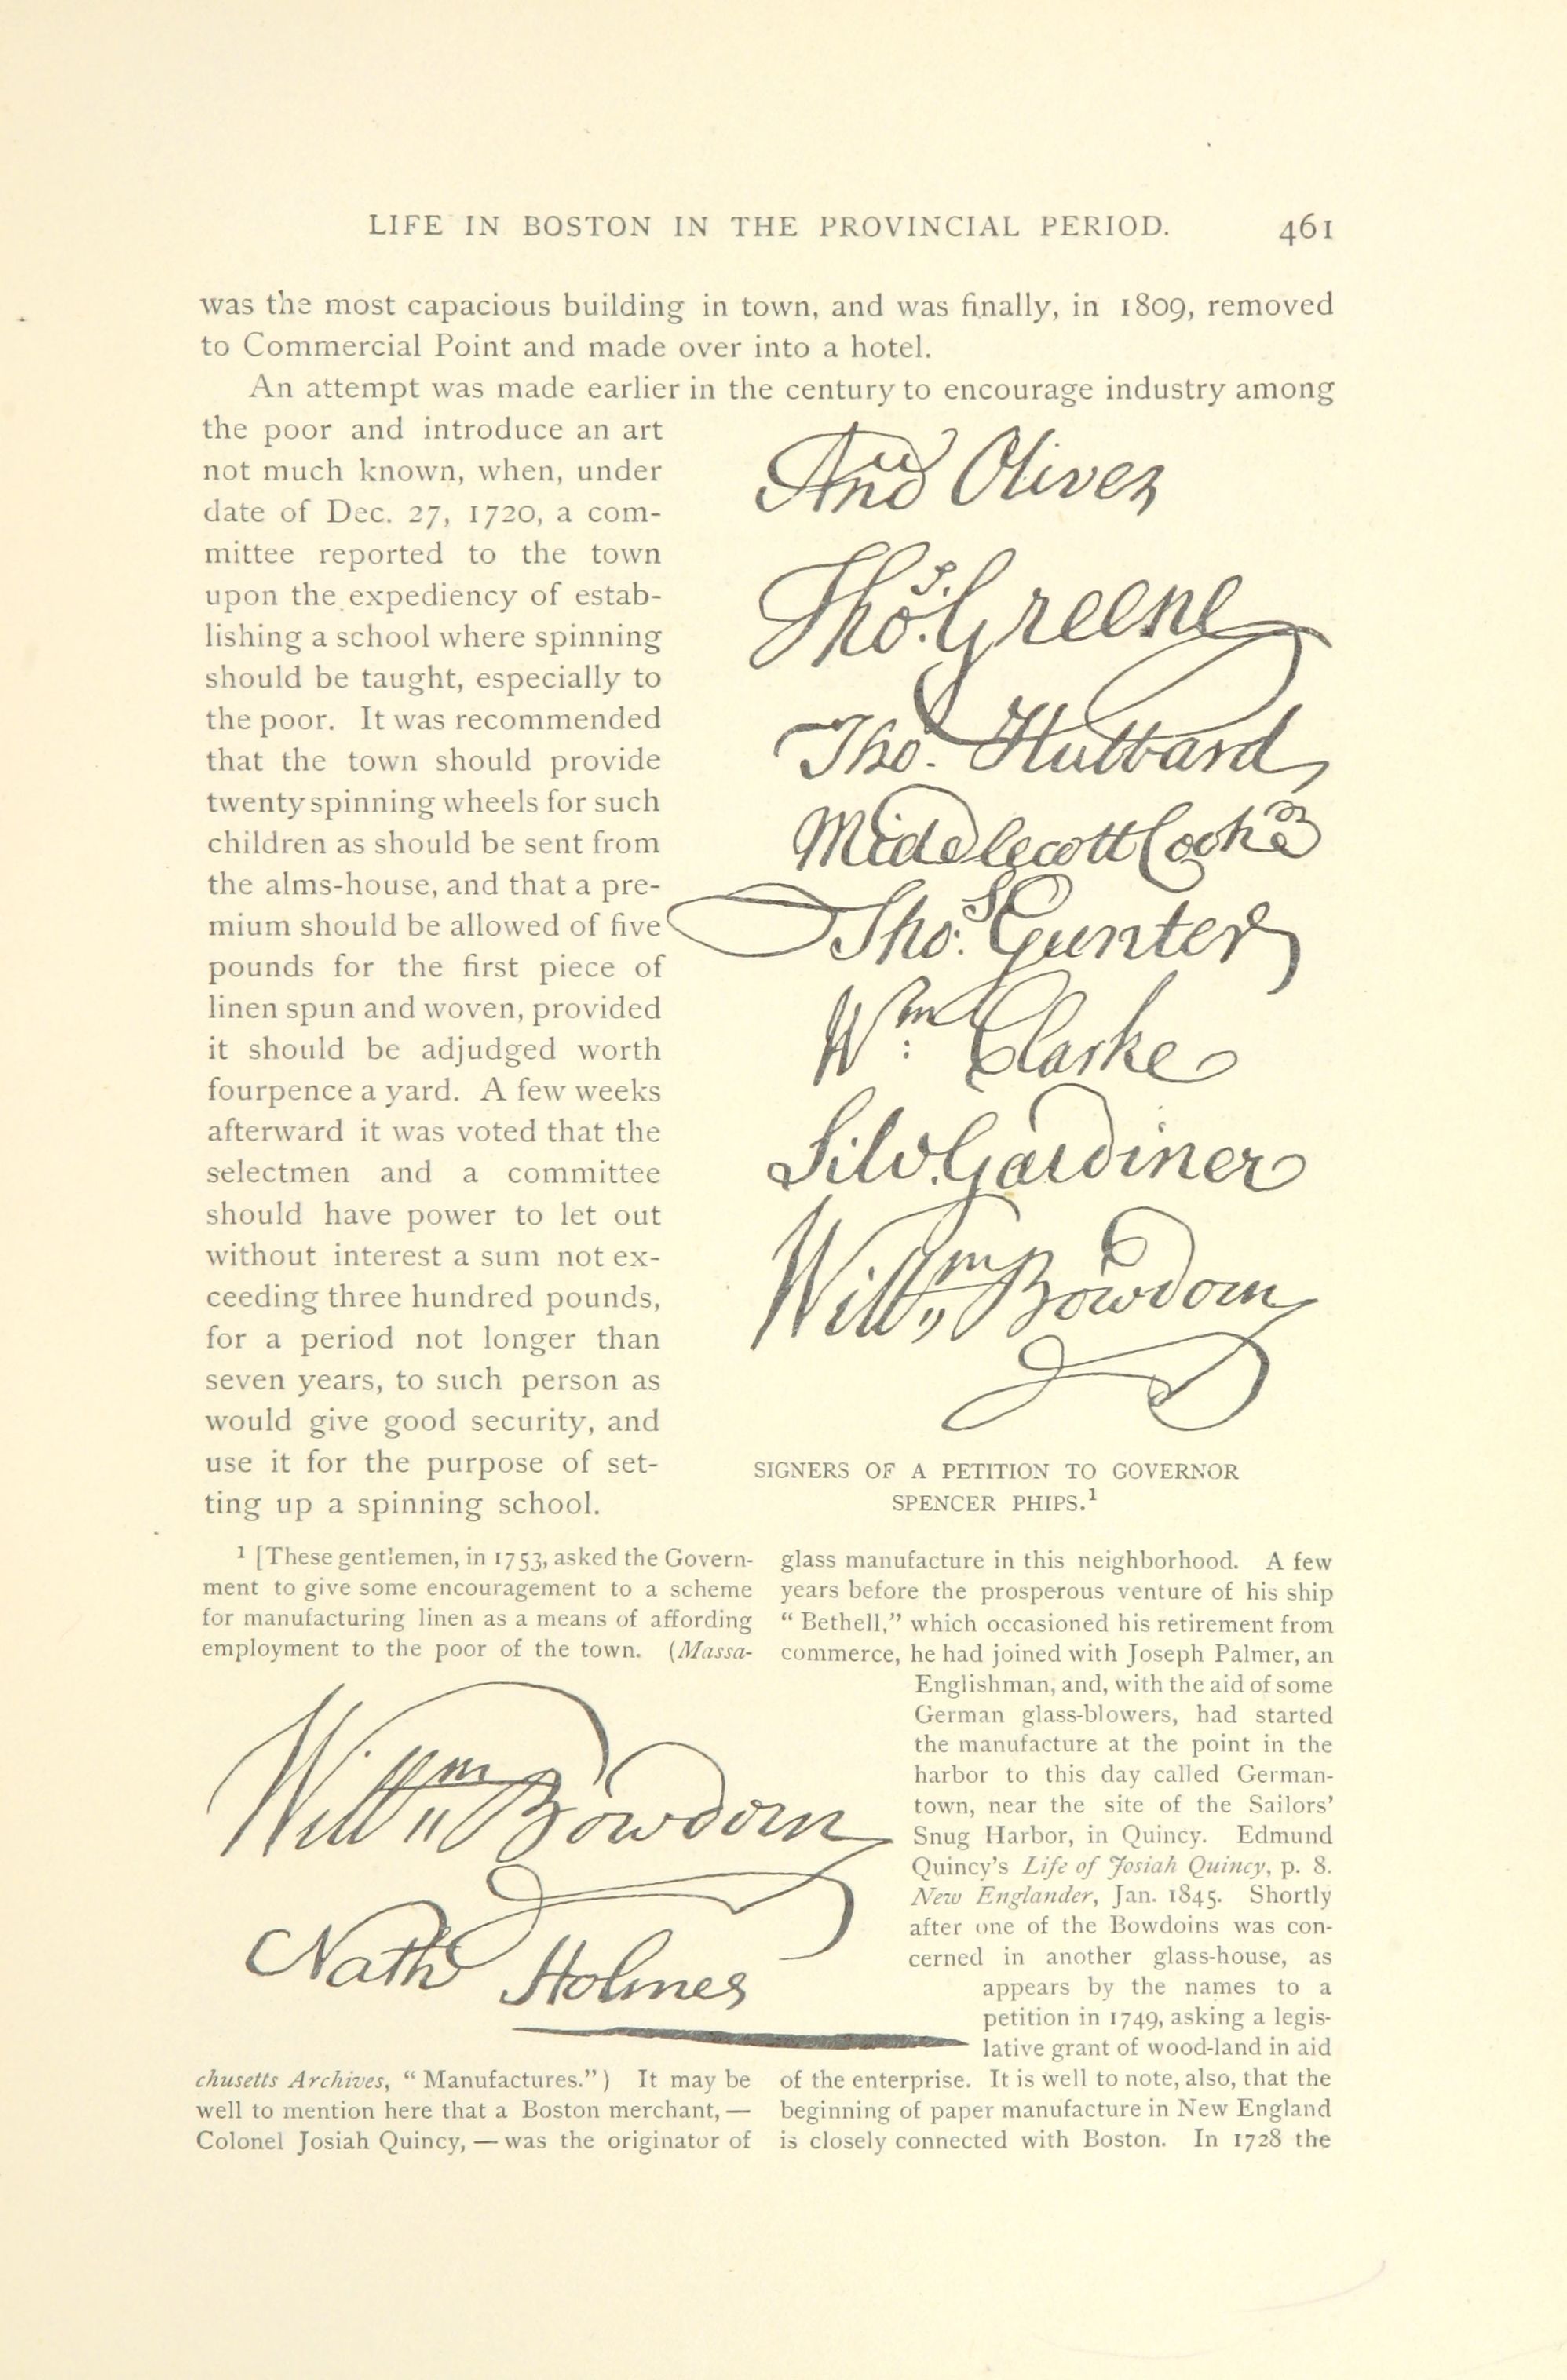 LIFE IN BOSTON IN THE PROVINCIAL PERIOD. 461
was the most capacious building in town, and was finally, in 1809, removed
to Commercial Point and made over into a hotel.
An attempt was made earlier in the century to encourage industry among
the poor and introduce an art
not much known, when, under
date of Dec. 27, 1720, a com-
mittee reported to the town
upon the expediency of estab-
lishing a school where spinning
should be taught, especially to
the poor. It was recommended
that the town should provide
twenty spinning wheels for such
children as should be sent from
the alms-house, and that a pre-
mium should be allowed of five
pounds for the first piece of
linen spun and woven, provided
it should be adjudged worth
fourpence a yard. A few weeks
afterward it was voted that the
selectmen and a committee
should have power to let out
without interest a sum not ex-
ceeding three hundred pounds,
for a period not longer than
seven years, to such person as
would give good security, and
use it for the purpose of set-
ting up a spinning school.
And Oliver
Thos. Greene
Tho. Hubbard
Middlecott Cooke
Thos. Gunter
Wm: Clarke
Silv. Gardiner
Willm Bowdoin
SIGNERS OF A PETITION TO GOVERNOR
SPENCER PHIPS.1
1 [These gentlemen, in 1753, asked the Govern-
ment to give some encouragement to a scheme
for manufacturing linen as a means of affording
employment to the poor of the town. (Massa-
Willm Bowdoin
Nath Holmes
chusetts Archives, “Manufactures.”) It may be
well to mention here that a Boston merchant, —
Colonel Josiah Quincy, — was the originator of
glass manufacture in this neighborhood. A few
years before the prosperous venture of his ship
“Bethell,” which occasioned his retirement from
commerce, he had joined with Joseph Palmer, an
Englishman, and, with the aid of some
German glass-blowers, had started
the manufacture at the point in the
harbor to this day called German-
town, near the site of the Sailors’
Snug Harbor, in Quincy. Edmund
Quincy’s Life of Josiah Quincy, p. 8.
New Englander, Jan. 1845. Shortly
after one of the Bowdoins was con-
cerned in another glass-house, as
appears by the names to a
petition in 1749, asking a legis-
lative grant of wood-land in aid
of the enterprise. It is well to note, also, that the
beginning of paper manufacture in New England
is closely connected with Boston. In 1728 the